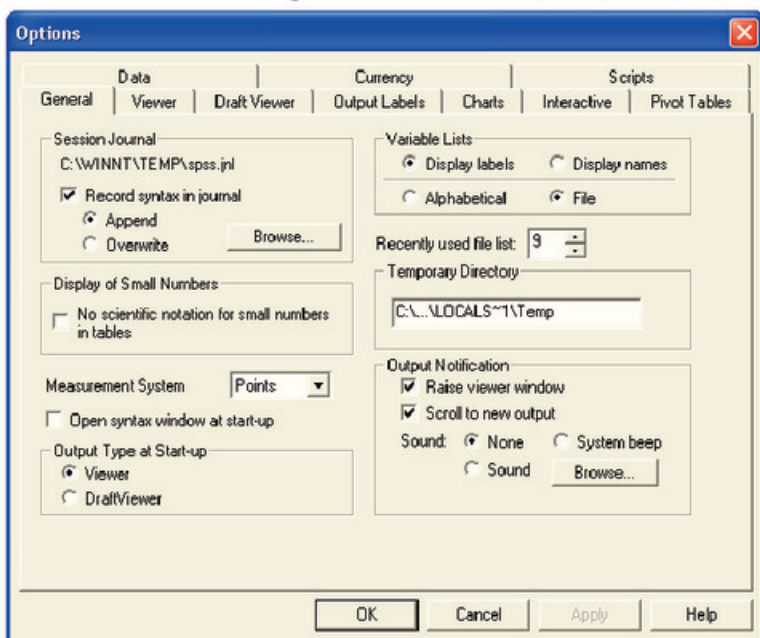 Options
Data Currency Scripts
General Viewer Draft Viewer Output Labels Charts Interactive Pivot Tables
Session Journal
C:\WINNT\TEMP\spss.jnl
Record syntax in journal
Append
Overwrite
Browse...
Display of Small Numbers
No scientific notation for small numbers
in tables
Measurement System Points
Open syntax window at start-up
Output Type at Start-up
Viewer
DraftViewer
Variable Lists
Display labels Display names
Alphabetical File
Recently used file list: 9
Temporary Directory
C:\...\LOCALS~1\Temp
Output Notification
Raise viewer window
Scroll to new output
Sound: None System beep
Sound Browse...
OK Cancel Apply Help